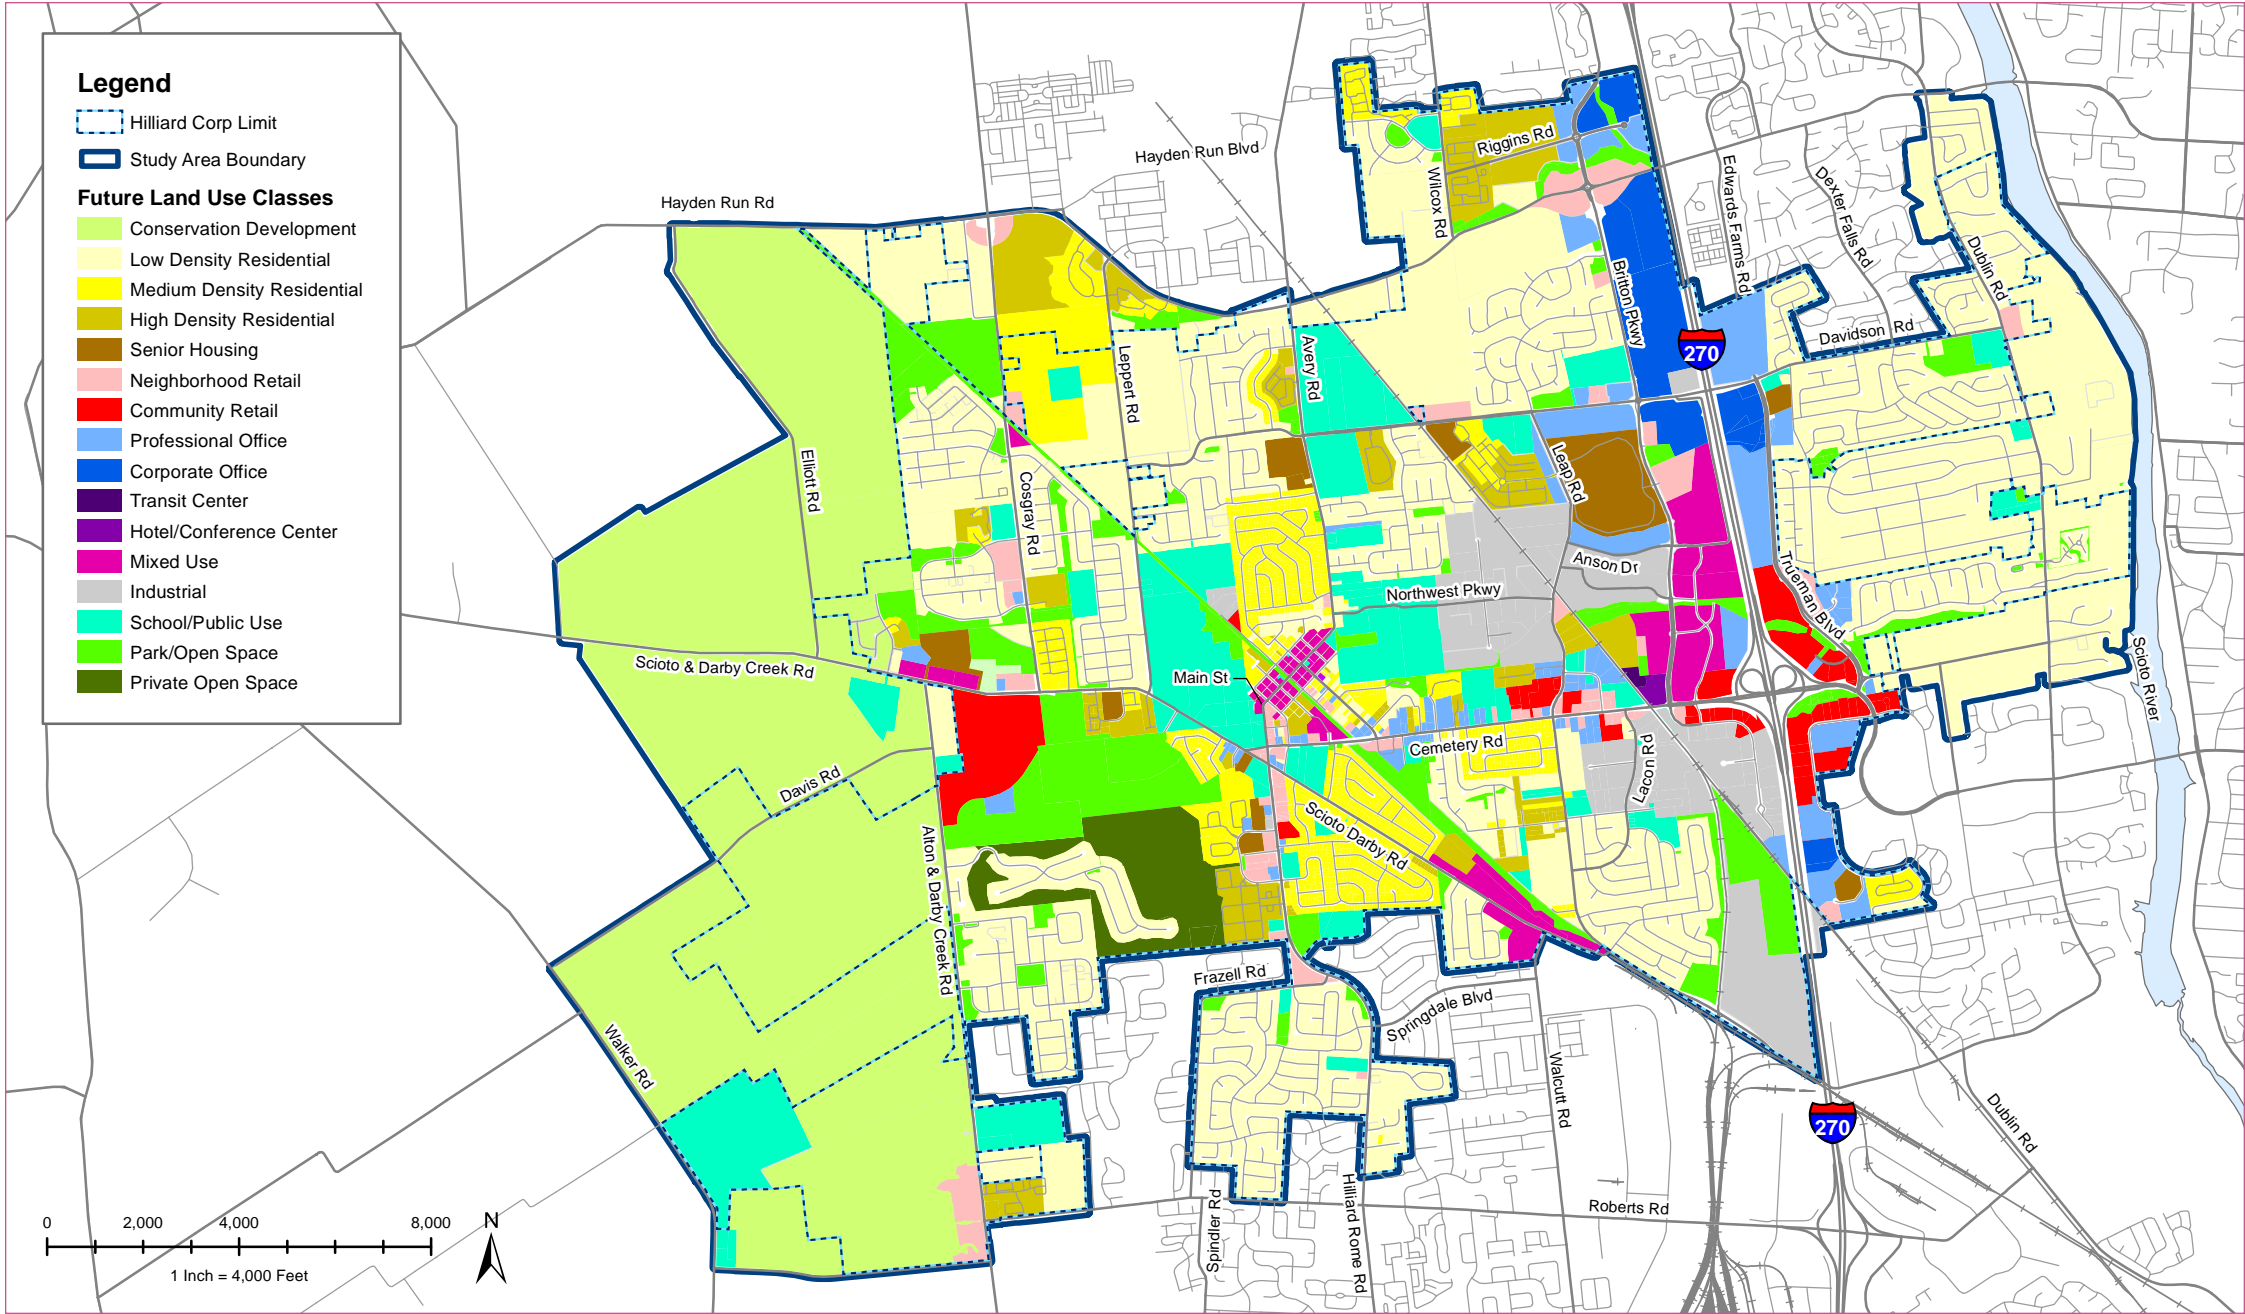 Legend
Hilliard Corp Limit
Study Area Boundary
Future Land Use Classes
Conservation Development
Low Density Residential
Medium Density Residential
High Density Residential
Senior Housing
Neighborhood Retail
Community Retail
Professional Office
Corporate Office
Transit Center
Hotel/Conference Center
Mixed Use
Industrial
School/Public Use
Park/Open Space
Private Open Space
0 2,000 4,000 8,000
1 Inch = 4,000 Feet
N
Hayden Run Rd
Hayden Run Blvd
Riggins Rd
Wilcox Rd
Edwards Farms Rd
Dexter Falls Rd
Dublin Rd
Britton Pkwy
Davidson Rd
270
Avery Rd
Leppert Rd
Elliott Rd
Cosgray Rd
Leap Rd
Anson Dr
Northwest Pkwy
Trueman Blvd
Scioto River
Scioto & Darby Creek Rd
Main St
Cemetery Rd
Lacon Rd
Davis Rd
Scioto Darby Rd
Alton & Darby Creek Rd
Frazell Rd
Springdale Blvd
Walker Rd
Walcutt Rd
270
Dublin Rd
Spindler Rd
Hilliard Rome Rd
Roberts Rd